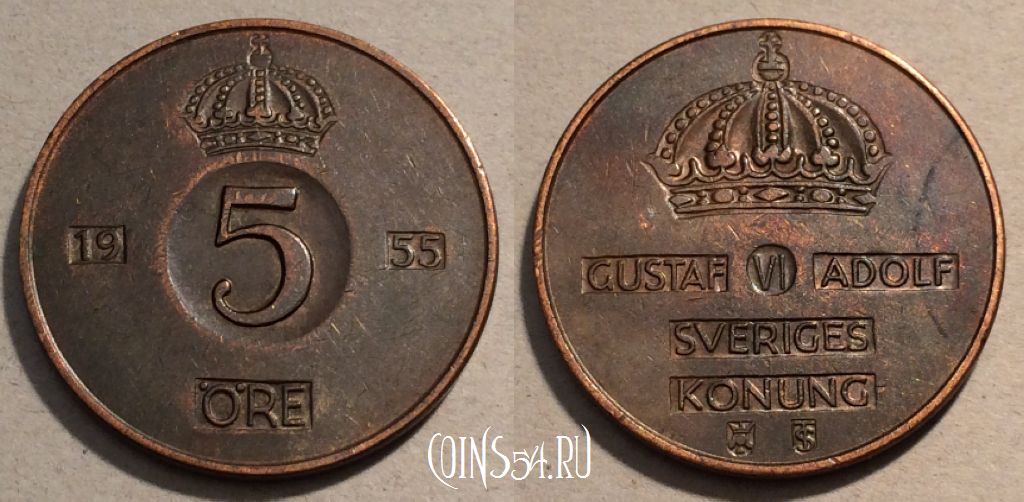 5
19 55
ÖRE
GUSTAF VI ADOLF
SVERIGES
KONUNG
TS
COINS54.RU